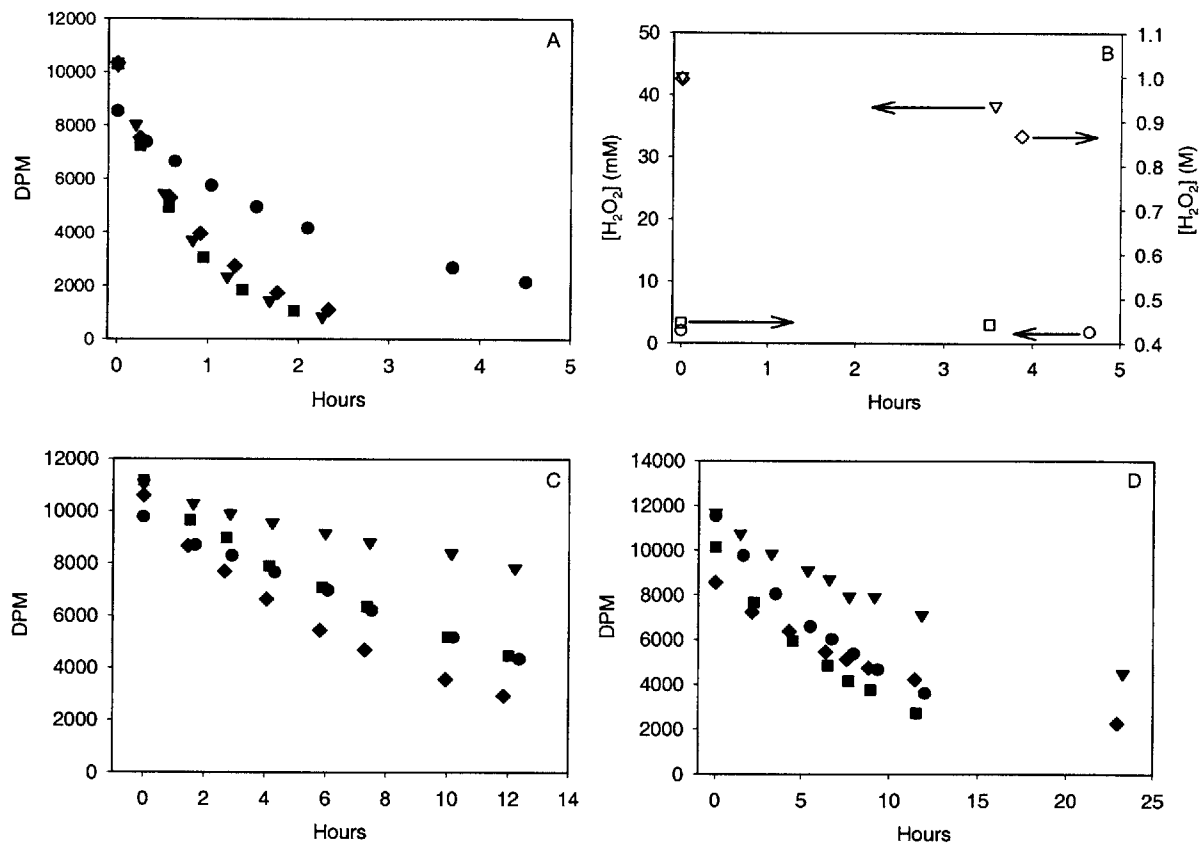 12000
10000
8000
6000
4000
2000
0
DPM
A
0 1 2 3 4 5
Hours
50
40
30
20
10
0
[H₂O₂] (mM)
B
1.1
1.0
0.9
0.8
0.7
0.6
0.5
0.4
[H₂O₂] (M)
0 1 2 3 4 5
Hours
12000
10000
8000
6000
4000
2000
0
DPM
C
0 2 4 6 8 10 12 14
Hours
14000
12000
10000
8000
6000
4000
2000
0
DPM
D
0 5 10 15 20 25
Hours